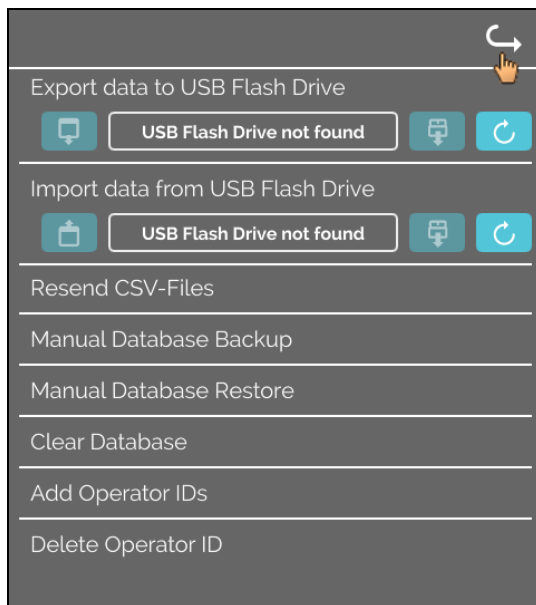 Export data to USB Flash Drive
USB Flash Drive not found
Import data from USB Flash Drive
USB Flash Drive not found
Resend CSV-Files
Manual Database Backup
Manual Database Restore
Clear Database
Add Operator IDs
Delete Operator ID